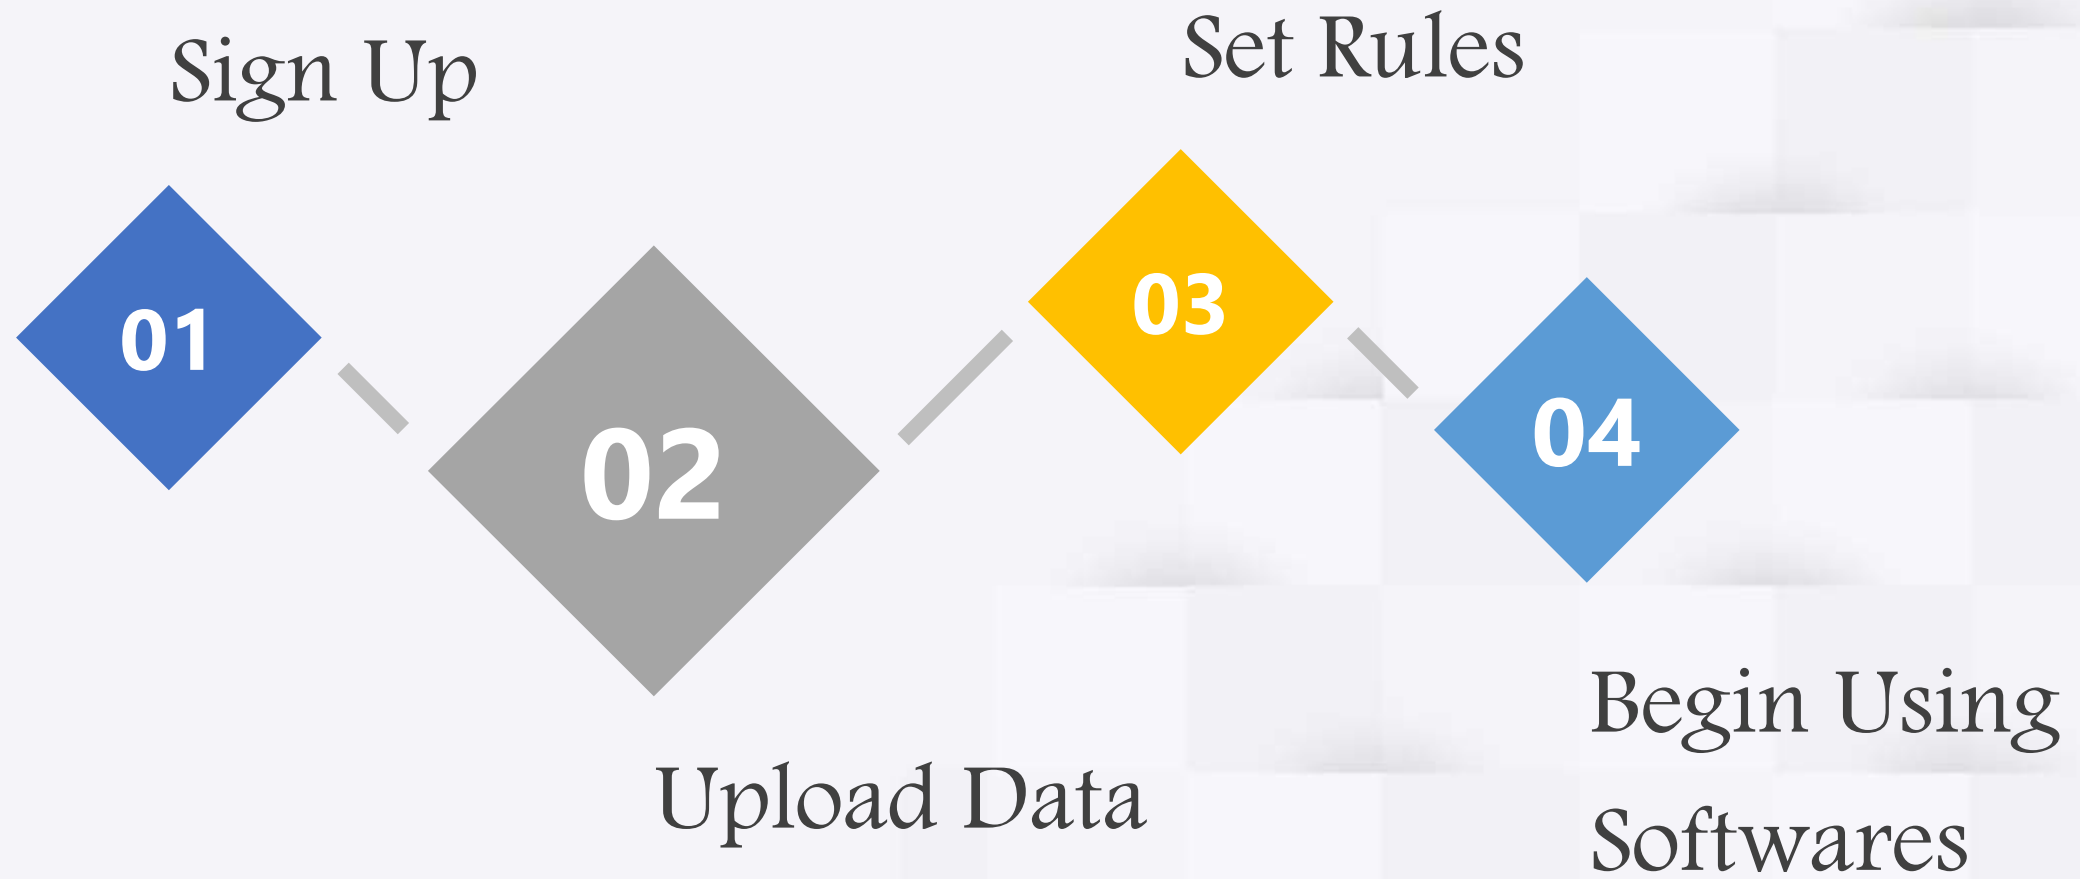 Sign Up
01
02
Upload Data
Set Rules
03
04
Begin Using
Softwares